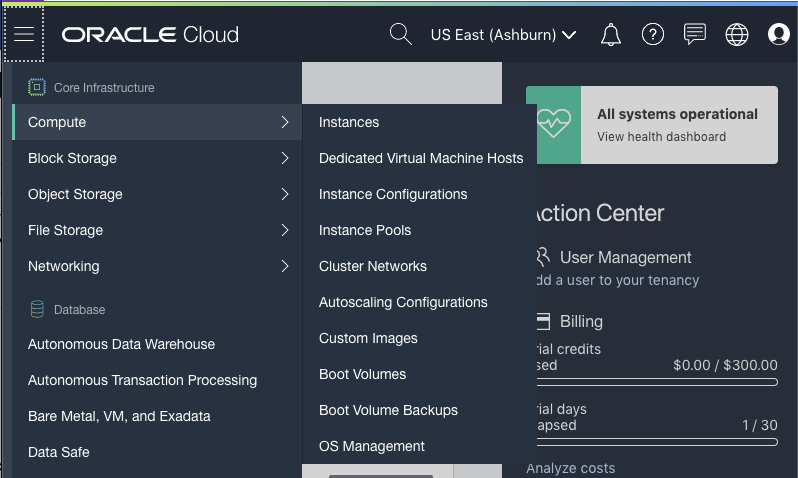 ORACLE Cloud
US East (Ashburn)
Core Infrastructure
Compute
Block Storage
Object Storage
File Storage
Networking
Database
Autonomous Data Warehouse
Autonomous Transaction Processing
Bare Metal, VM, and Exadata
Data Safe
Instances
Dedicated Virtual Machine Hosts
Instance Configurations
Instance Pools
Cluster Networks
Autoscaling Configurations
Custom Images
Boot Volumes
Boot Volume Backups
OS Management
All systems operational
View health dashboard
Action Center
User Management
dd a user to your tenancy
Billing
rial credits
sed $0.00 / $300.00
rial days
apsed 1 / 30
Analyze costs